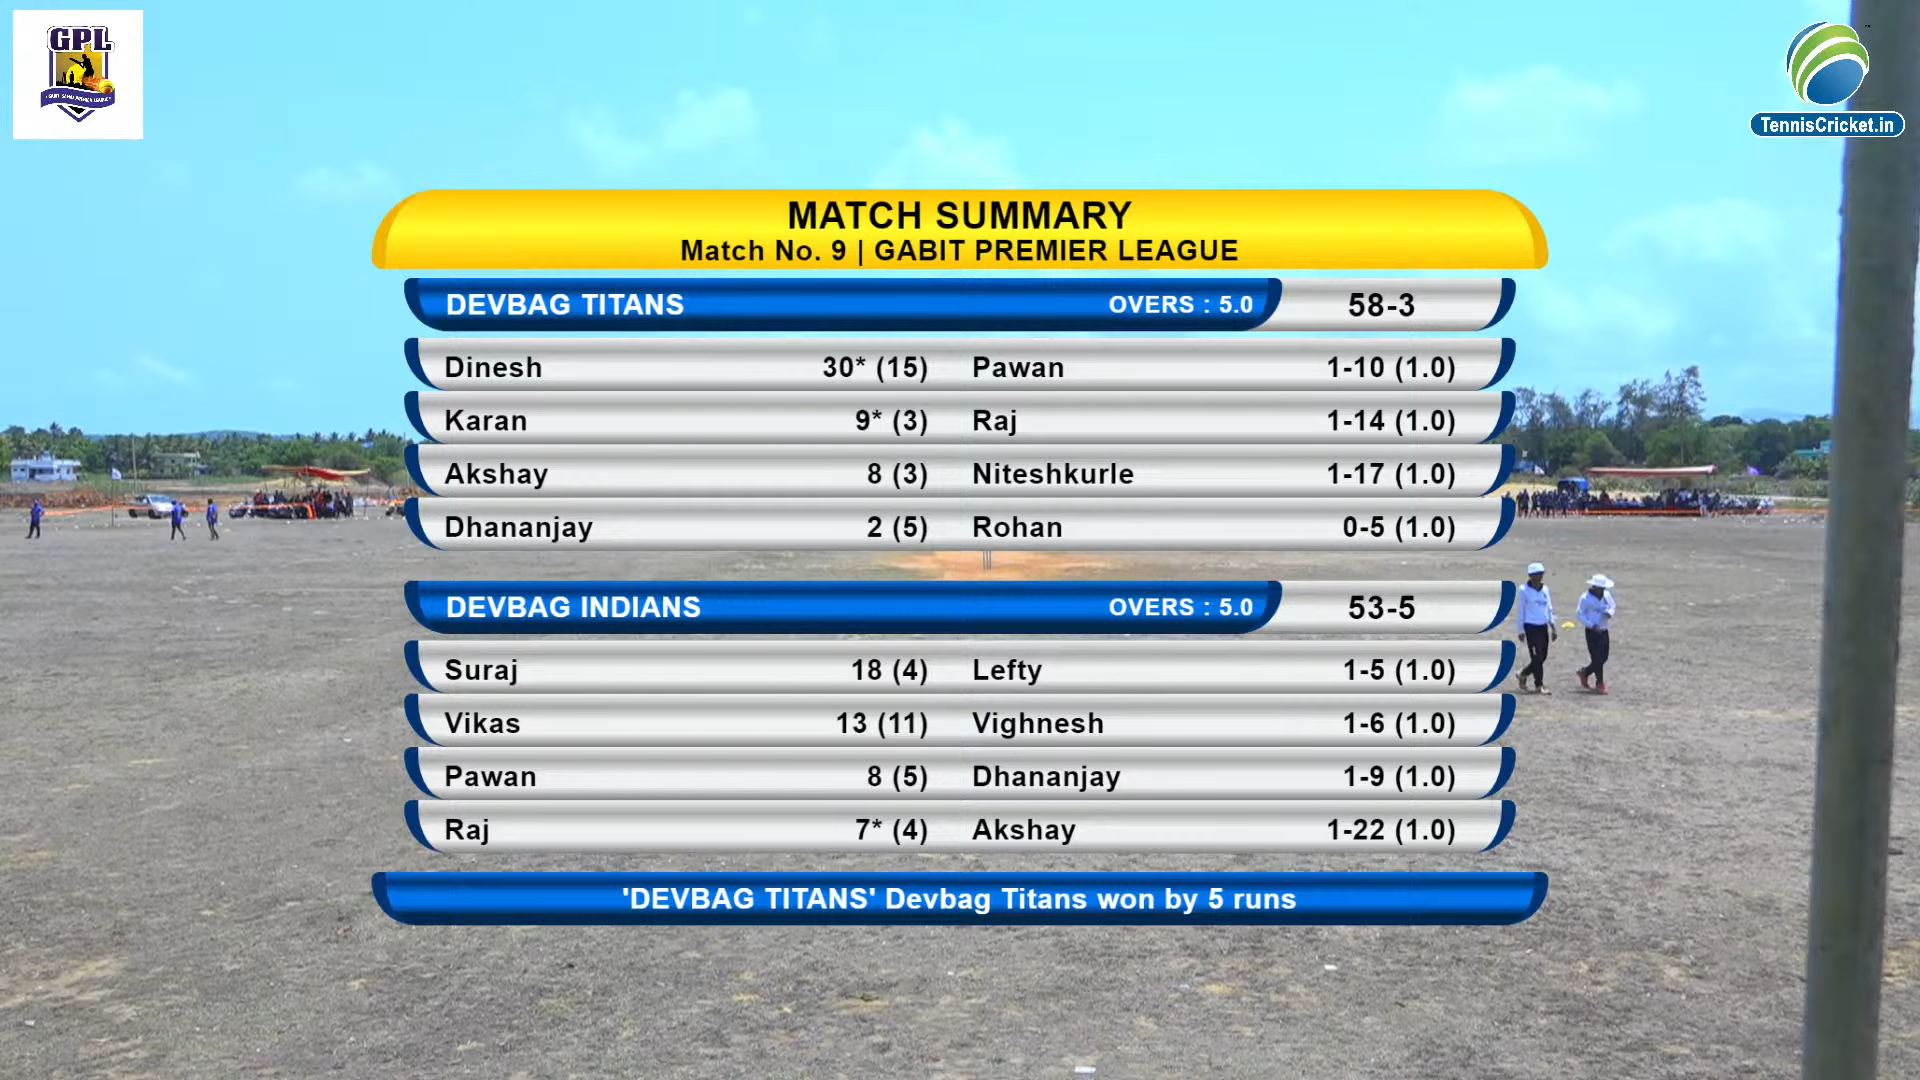 GPL
TennisCricket.in
MATCH SUMMARY
Match No. 9 | GABIT PREMIER LEAGUE
DEVBAG TITANS OVERS : 5.0 58-3
Dinesh 30* (15) Pawan 1-10 (1.0)
Karan 9* (3) Raj 1-14 (1.0)
Akshay 8 (3) Niteshkurle 1-17 (1.0)
Dhananjay 2 (5) Rohan 0-5 (1.0)
DEVBAG INDIANS OVERS : 5.0 53-5
Suraj 18 (4) Lefty 1-5 (1.0)
Vikas 13 (11) Vighnesh 1-6 (1.0)
Pawan 8 (5) Dhananjay 1-9 (1.0)
Raj 7* (4) Akshay 1-22 (1.0)
'DEVBAG TITANS' Devbag Titans won by 5 runs